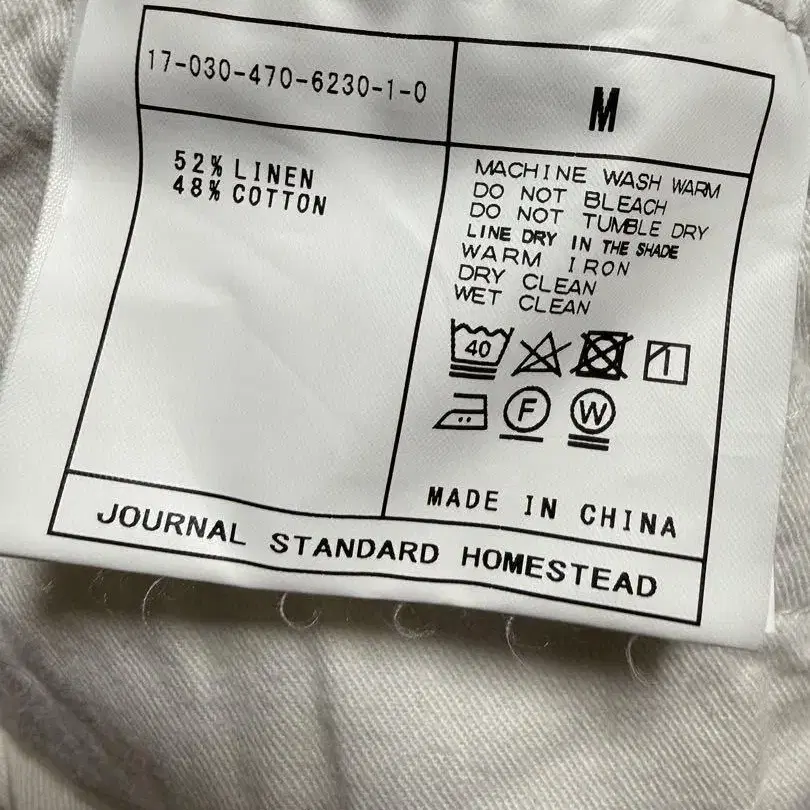 17-030-470-6230-1-0
M
52% LINEN
48% COTTON
MACHINE WASH WARM
DO NOT BLEACH
DO NOT TUMBLE DRY
LINE DRY IN THE SHADE
WARM IRON
DRY CLEAN
WET CLEAN
40
F W
MADE IN CHINA
JOURNAL STANDARD HOMESTEAD